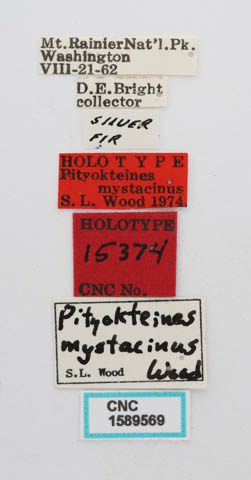 Mt.RainierNat'l.Pk.
Washington
VIII-21-62
D.E.Bright
collector
SILVER
FIR
HOLOTYPE
Pityokteines
mystacinus
S.L. Wood 1974
HOLOTYPE
15374
CNC No.
Pityokteines
mystacinus
S.L. Wood Wood
CNC
1589569